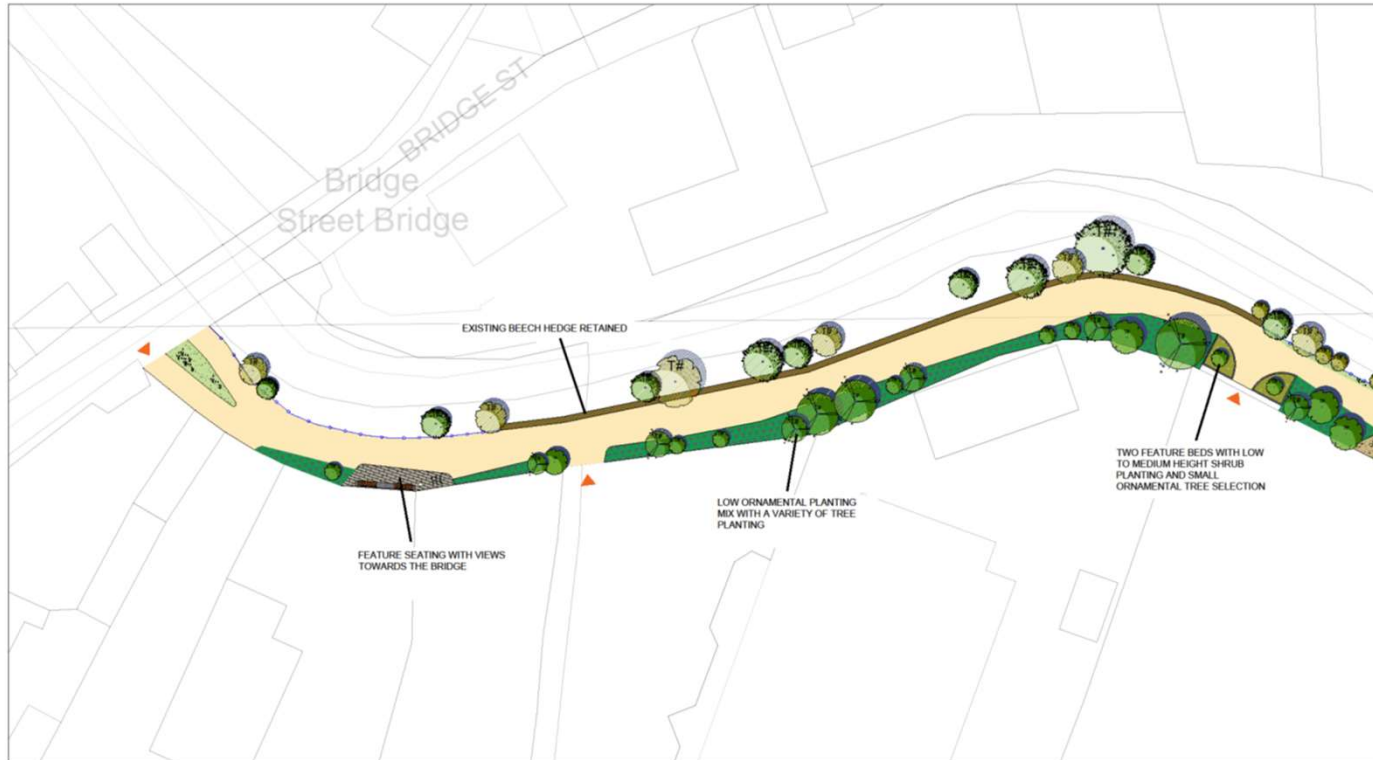 BRIDGE ST
Bridge
Street Bridge
EXISTING BEECH HEDGE RETAINED
T#
LOW ORNAMENTAL PLANTING
MIX WITH A VARIETY OF TREE
PLANTING
TWO FEATURE BEDS WITH LOW
TO MEDIUM HEIGHT SHRUB
PLANTING AND SMALL
ORNAMENTAL TREE SELECTION
FEATURE SEATING WITH VIEWS
TOWARDS THE BRIDGE